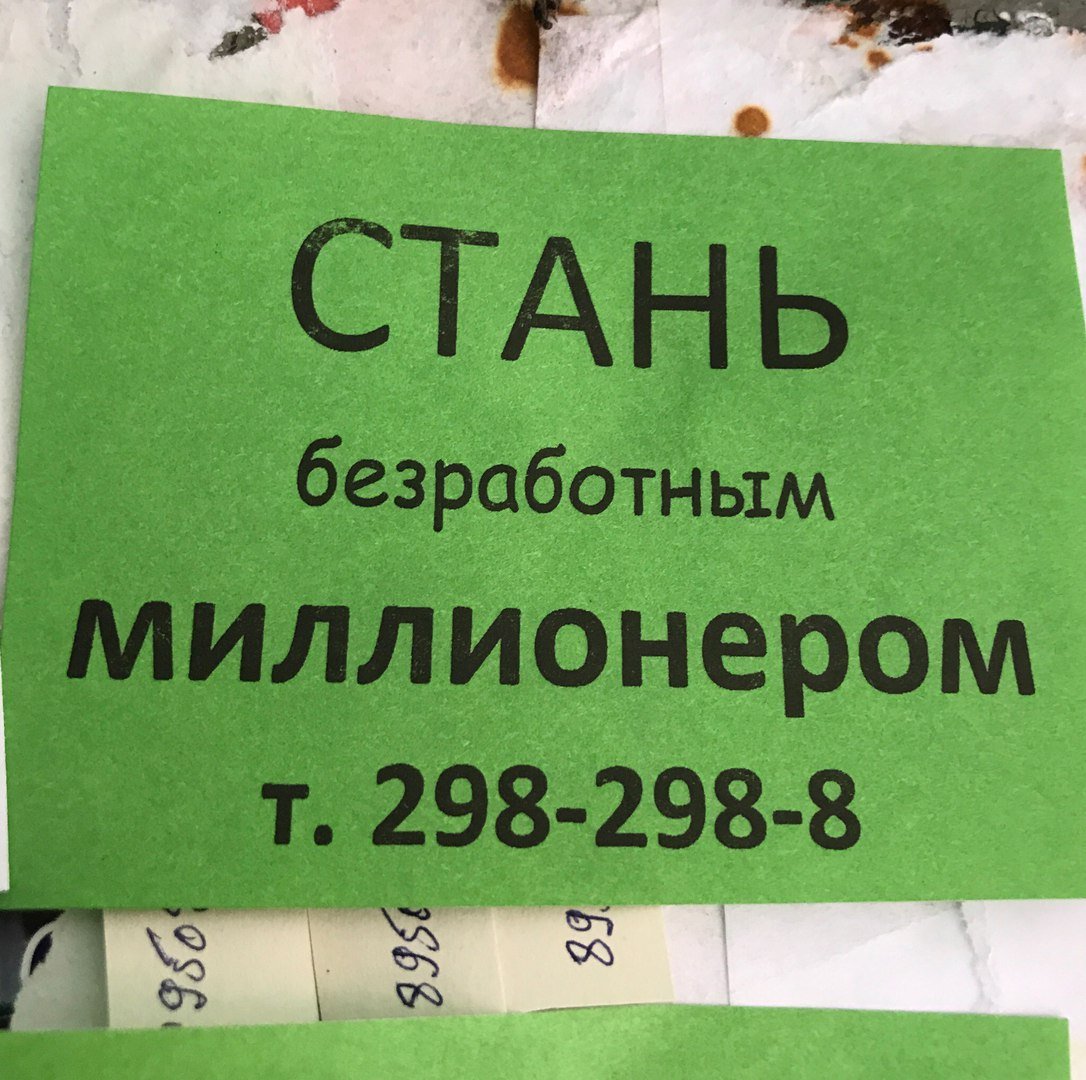 СТАНЬ
безработным
миллионером
т. 298-298-8